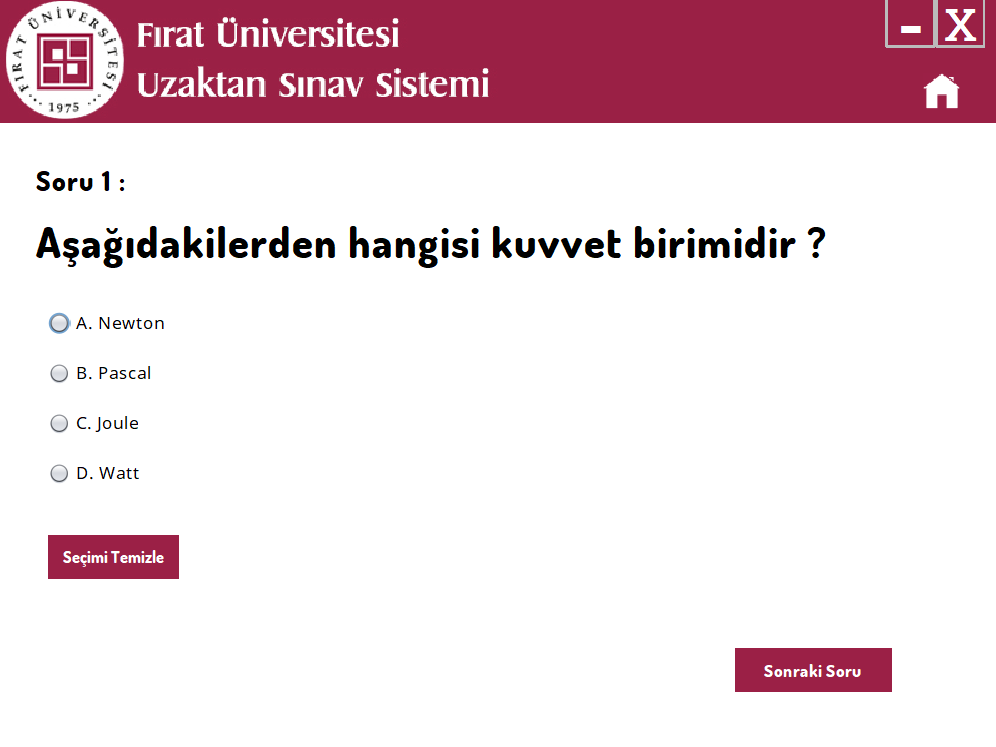 FIRAT ÜNİVERSİTESİ
1975
Fırat Üniversitesi
Uzaktan Sınav Sistemi
- X
Soru 1 :
Aşağıdakilerden hangisi kuvvet birimidir ?
A. Newton
B. Pascal
C. Joule
D. Watt
Seçimi Temizle
Sonraki Soru